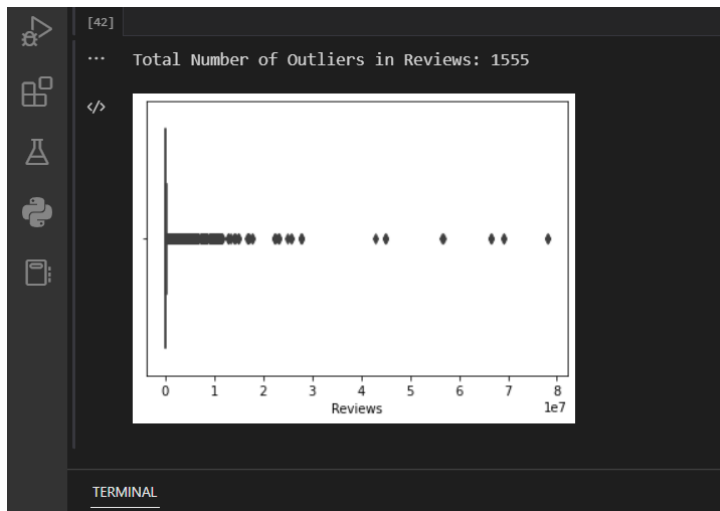 [42]
... Total Number of Outliers in Reviews: 1555
</>
0 1 2 3 4 5 6 7 8
Reviews 1e7
TERMINAL